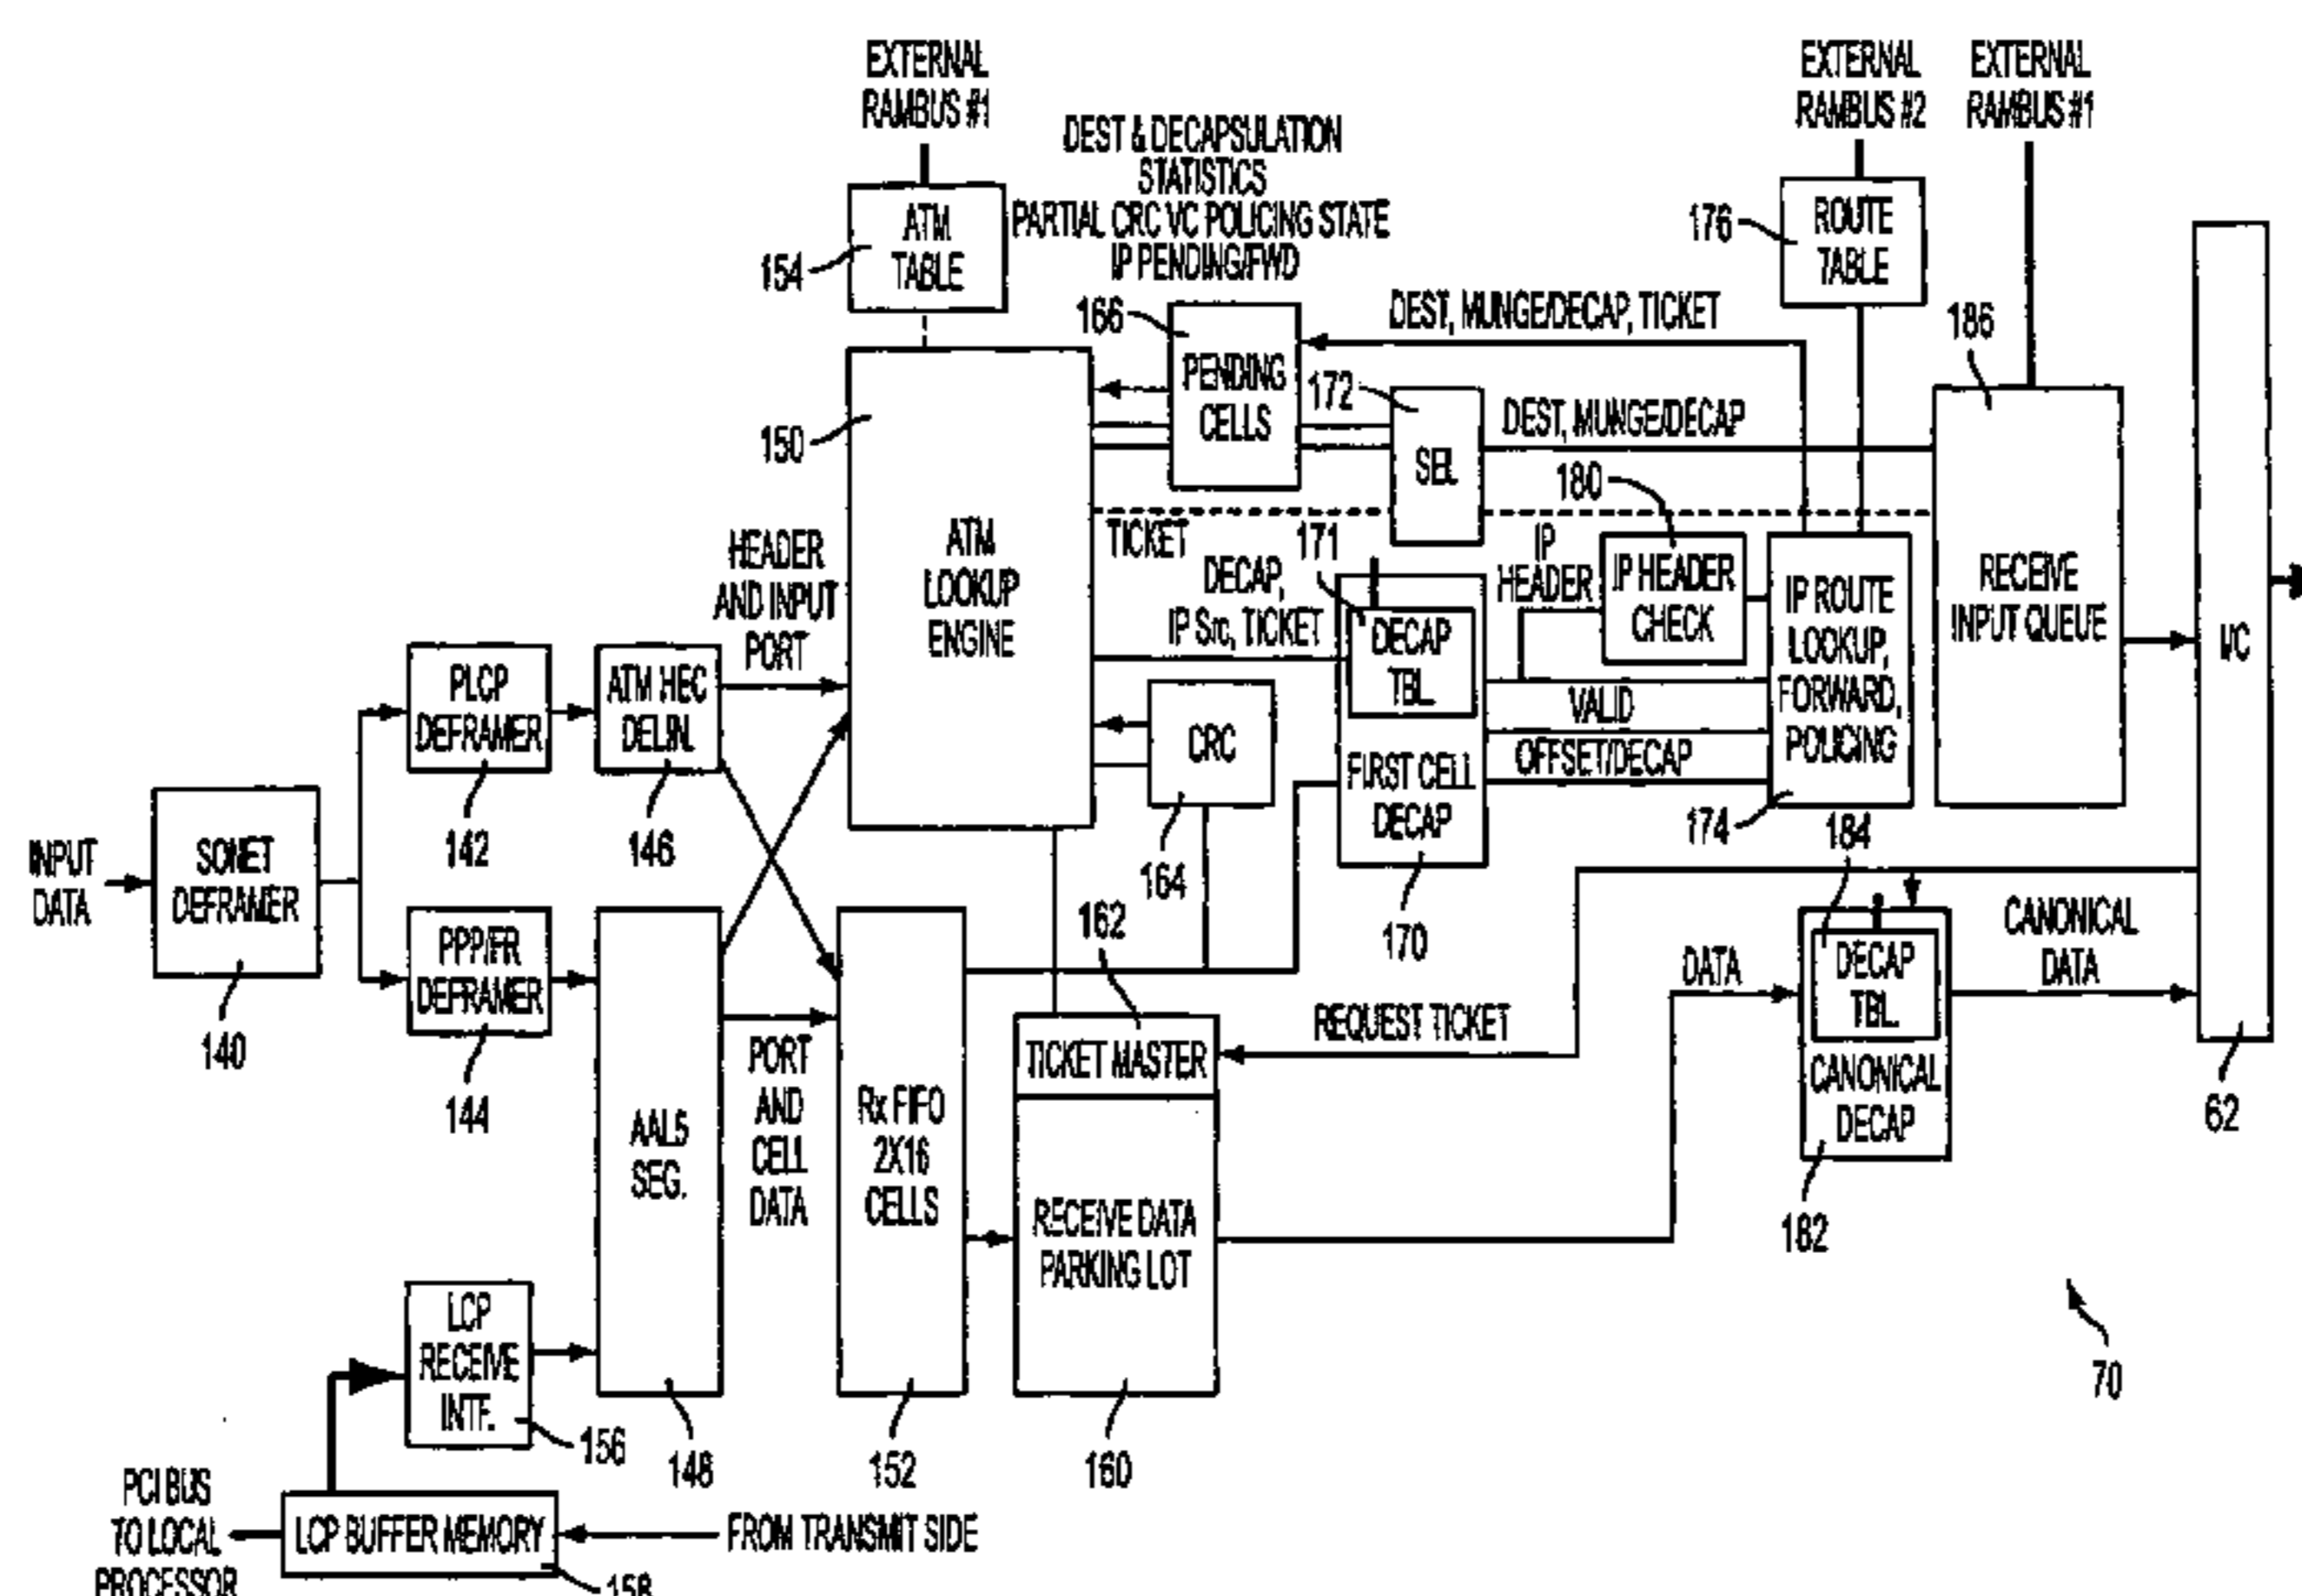 EXTERNAL
RAMBUS #1
EXTERNAL
RAMBUS #2
EXTERNAL
RAMBUS #1
DEST & DECAPSULATION
STATISTICS
PARTIAL CRC VC POLICING STATE
IP PENDING/FWD
ATM
TABLE
154
176
ROUTE
TABLE
166
PENDING
CELLS
DEST, MUNGE/DECAP, TICKET
172
SEL
DEST, MUNGE/DECAP
186
150
ATM
LOOKUP
ENGINE
TICKET
180
IP
HEADER
IP HEADER
CHECK
171
DECAP,
IP Src, TICKET
DECAP
TBL.
FIRST CELL
DECAP
170
VALID
OFFSET/DECAP
IP ROUTE
LOOKUP,
FORWARD,
POLICING
174
RECEIVE
INPUT QUEUE
I/C
62
HEADER
AND INPUT
PORT
PLCP
DEFRAMER
142
ATM HEC
DELIN.
146
CRC
164
INPUT
DATA
SONET
DEFRAMER
140
PPP/FR
DEFRAMER
144
AAL5
SEG.
148
PORT
AND
CELL
DATA
Rx FIFO
2X16
CELLS
152
162
TICKET MASTER
RECEIVE DATA
PARKING LOT
160
REQUEST TICKET
DATA
184
DECAP
TBL.
CANONICAL
DECAP
182
CANONICAL
DATA
70
LCP
RECEIVE
INTF.
156
PCI BUS
TO LOCAL
PROCESSOR
LCP BUFFER MEMORY
158
FROM TRANSMIT SIDE